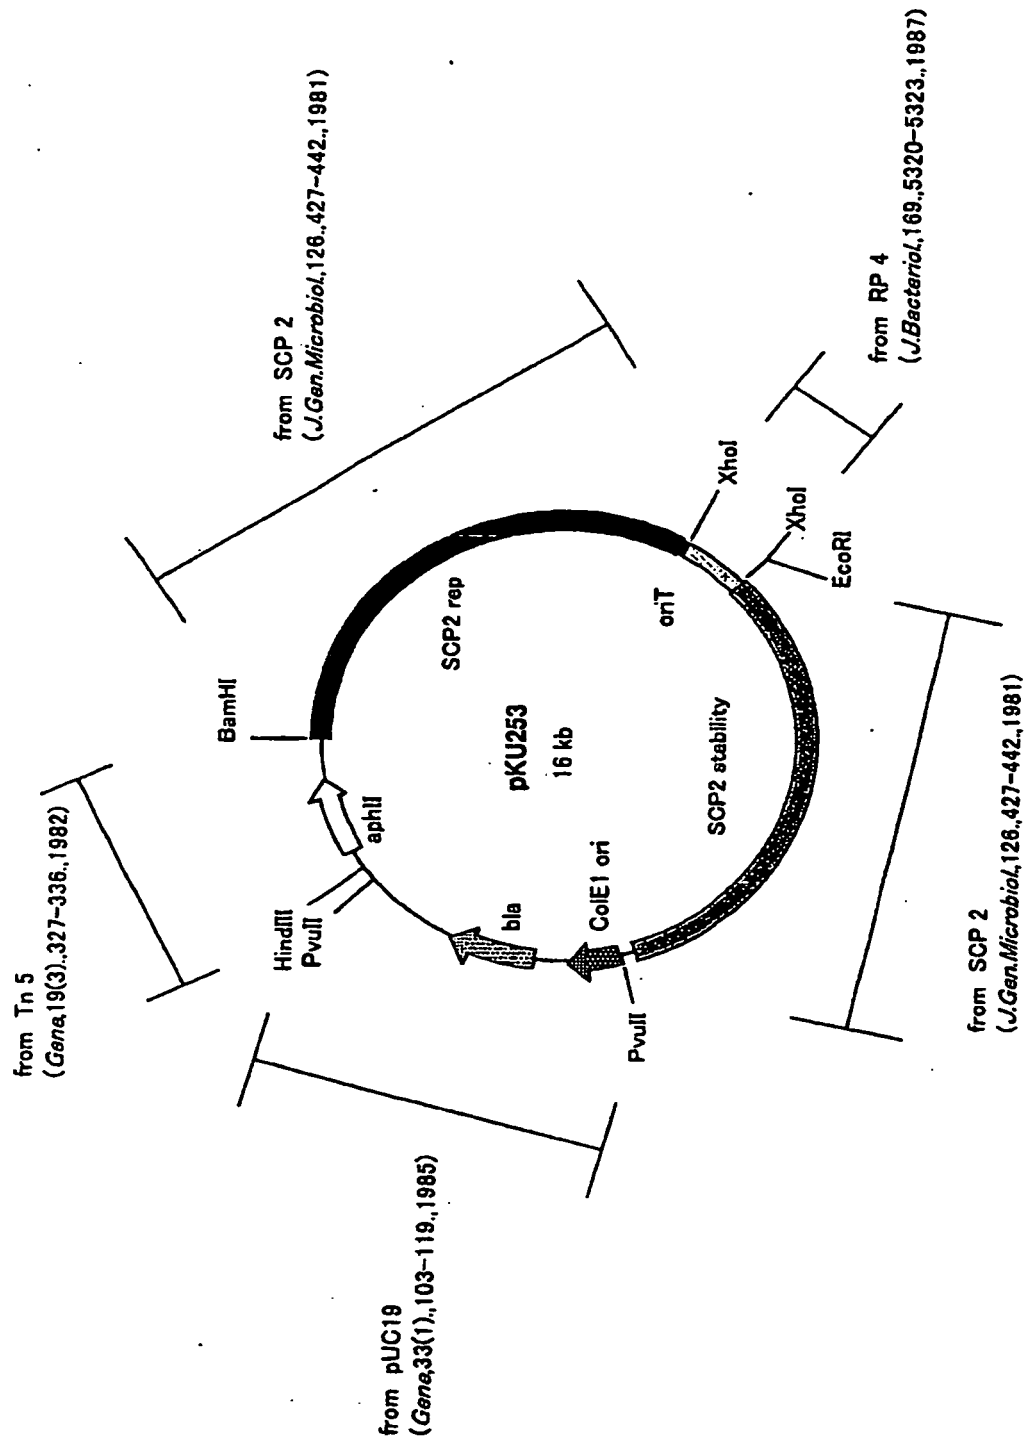 from Tn 5
(Gene,19(3).,327-336.,1982)
from SCP 2
(J.Gen.Microbiol.,126.,427-442.,1981)
from pUC19
(Gene,33(1).,103-119.,1985)
HindIII
PvuII
BamHI
aphII
bla
SCP2 rep
pKU253
16 kb
ColE1 ori
PvuII
oriT
SCP2 stability
XhoI
XhoI
EcoRI
from RP 4
(J.Bacteriol.,169.,5320-5323.,1987)
from SCP 2
(J.Gen.Microbiol.,126.,427-442.,1981)